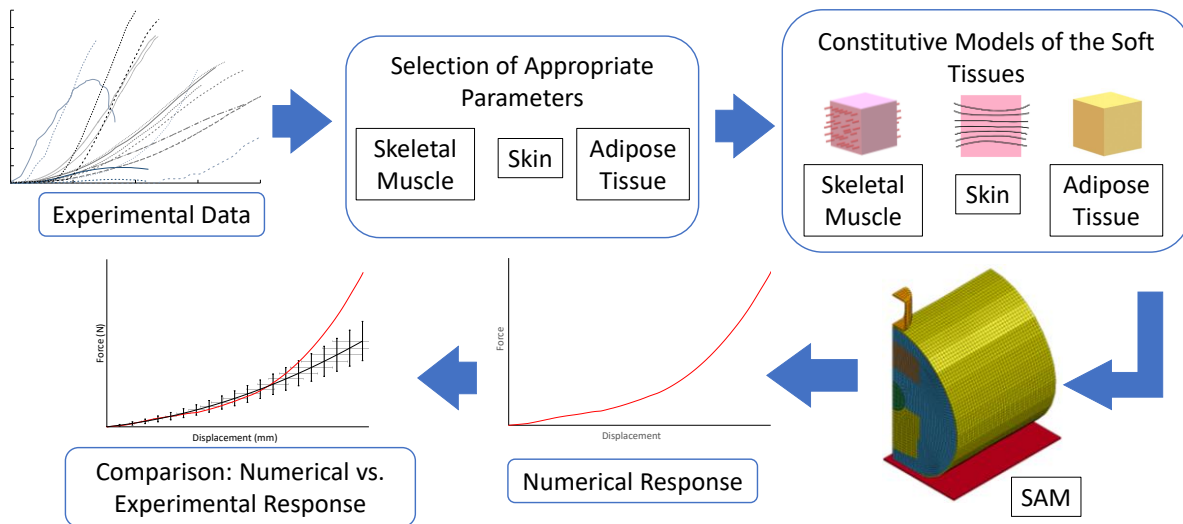 Experimental Data
Selection of Appropriate
Parameters
Skeletal
Muscle
Skin
Adipose
Tissue
Constitutive Models of the Soft
Tissues
Skeletal
Muscle
Skin
Adipose
Tissue
SAM
Force
Displacement
Numerical Response
Force (N)
Displacement (mm)
Comparison: Numerical vs.
Experimental Response